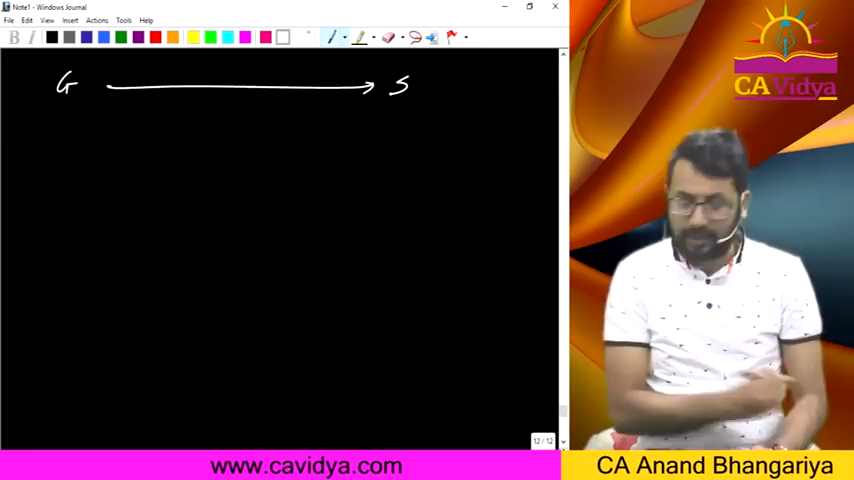 Note1 - Windows Journal
File Edit View Insert Actions Tools Help
B I
G S
12 / 12
CA Vidya
www.cavidya.com
CA Anand Bhangariya